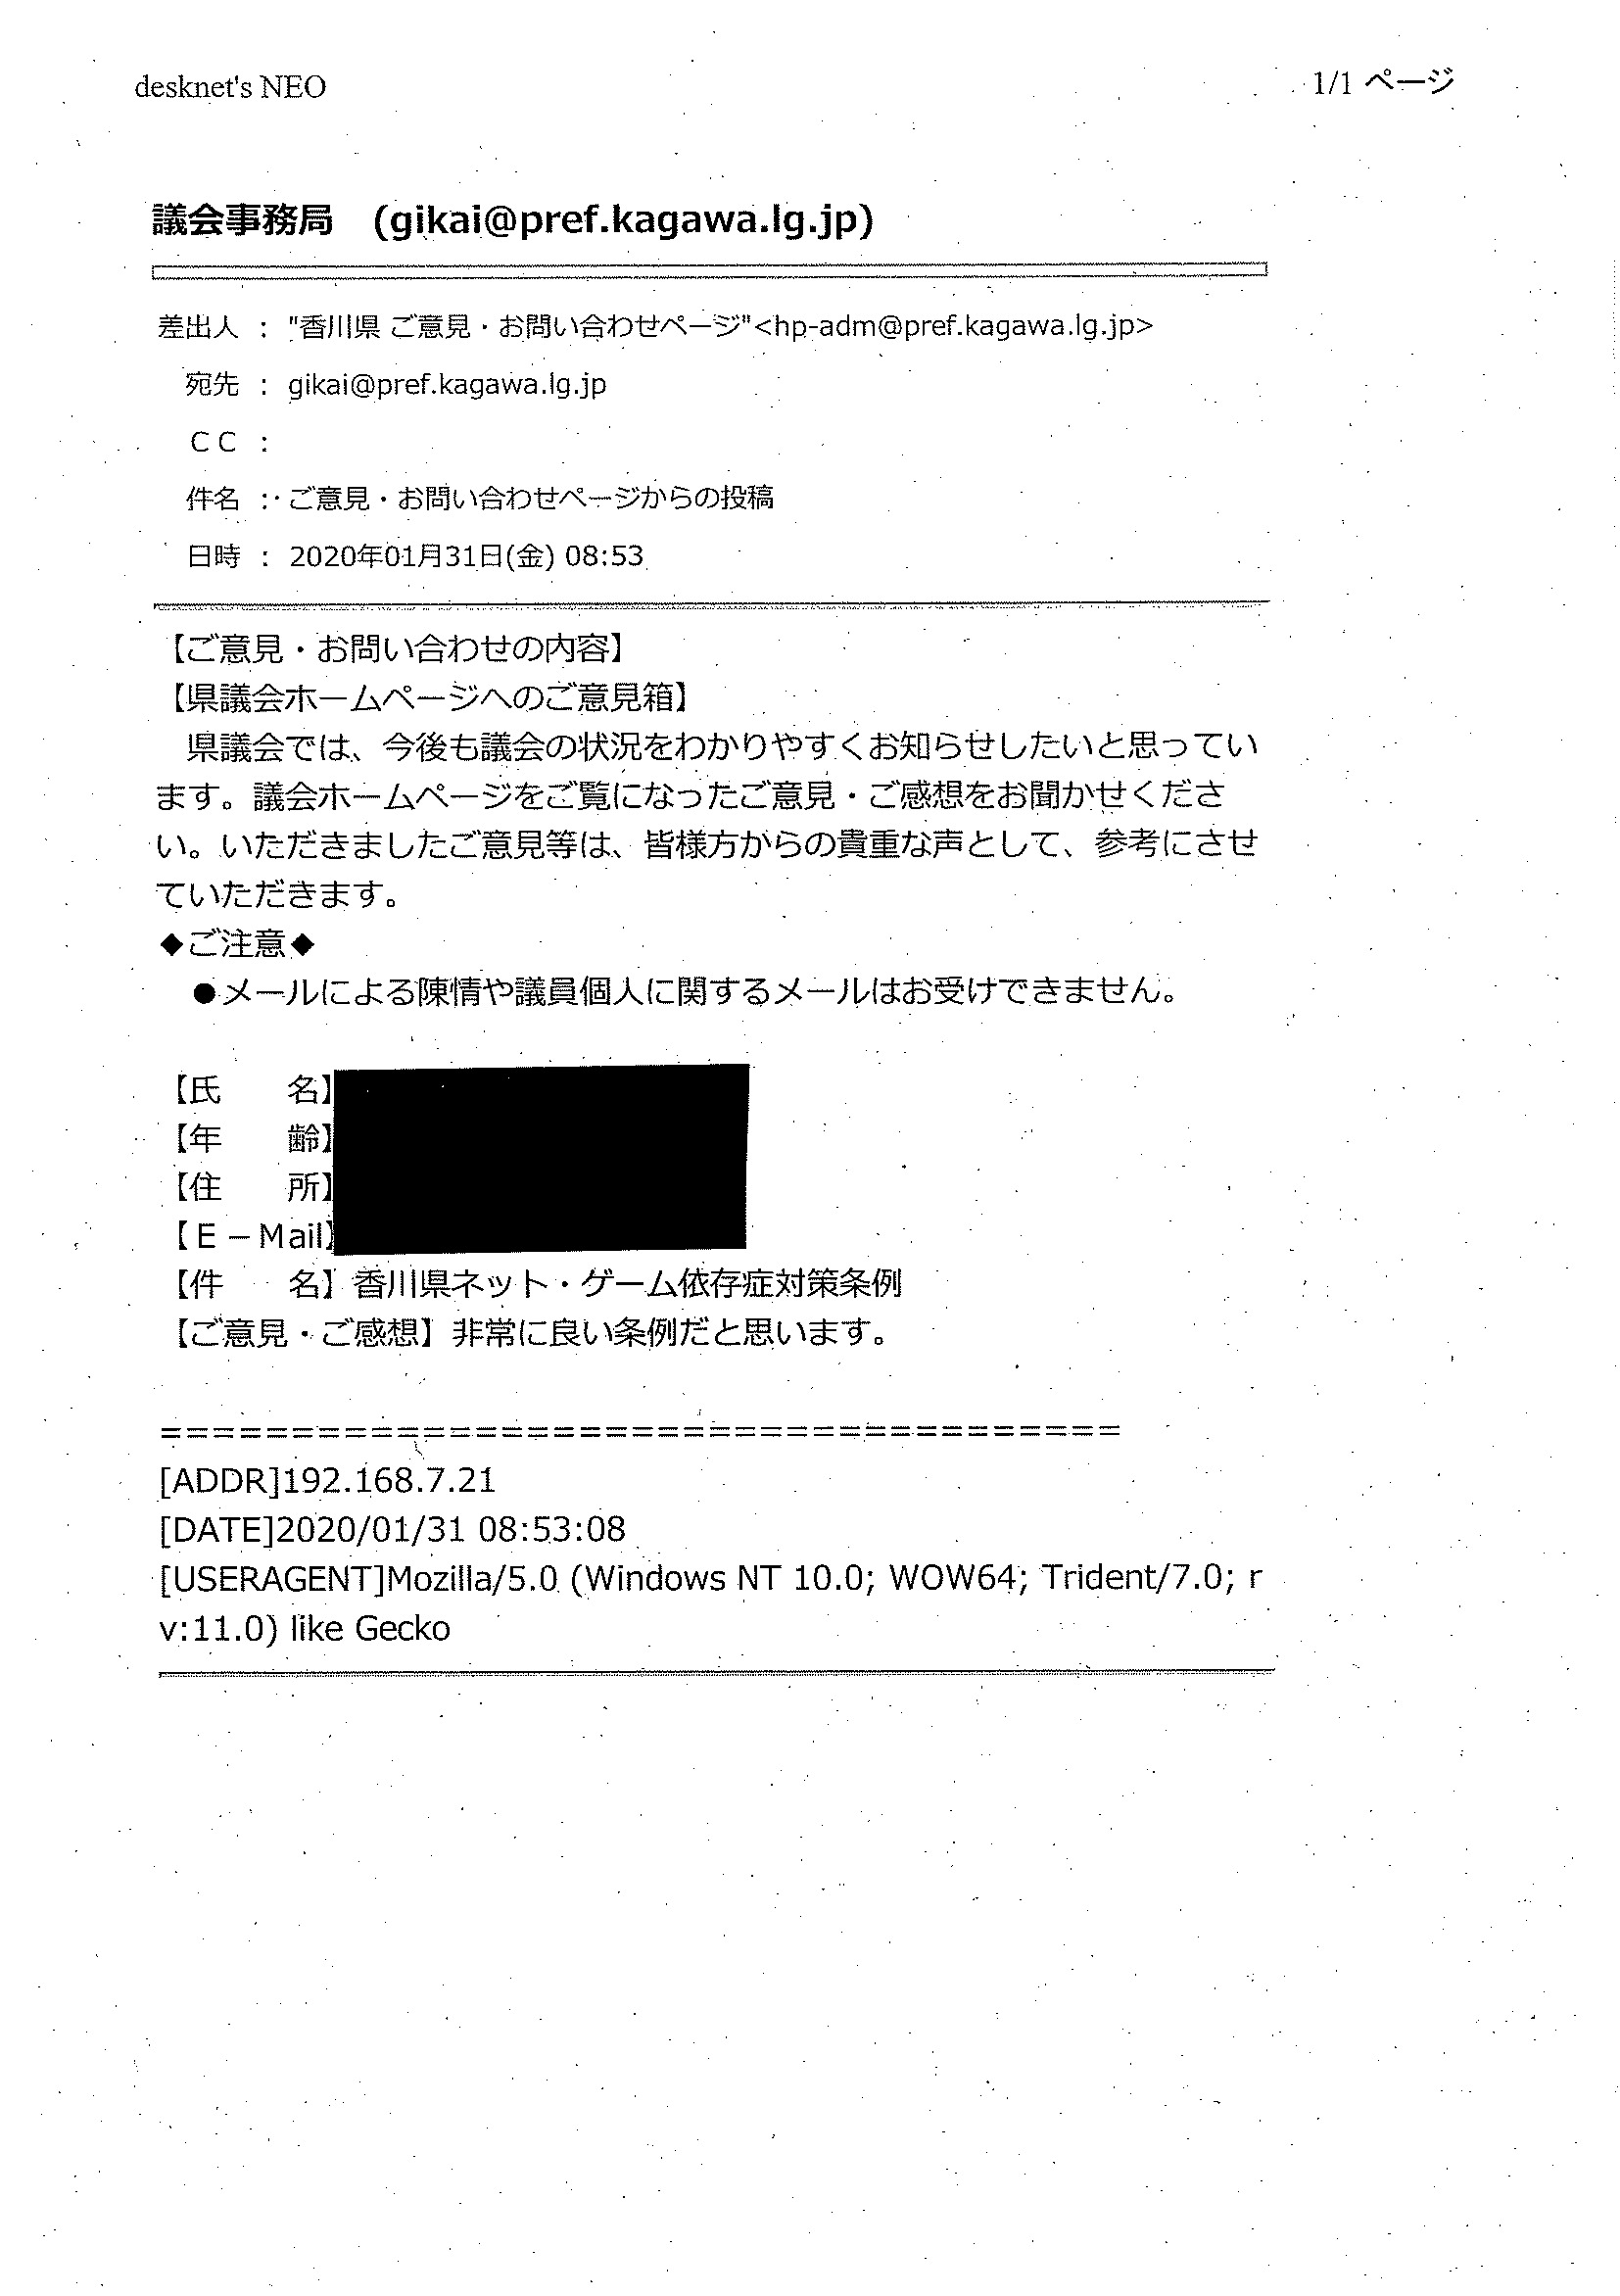 desknet's NEO
1/1 ページ
議会事務局　(gikai@pref.kagawa.lg.jp)
差出人 : "香川県 ご意見・お問い合わせページ"<hp-adm@pref.kagawa.lg.jp>
宛先 : gikai@pref.kagawa.lg.jp
ＣＣ :
件名 : ご意見・お問い合わせページからの投稿
日時 : 2020年01月31日(金) 08:53
【ご意見・お問い合わせの内容】
【県議会ホームページへのご意見箱】
　県議会では、今後も議会の状況をわかりやすくお知らせしたいと思ってい
ます。議会ホームページをご覧になったご意見・ご感想をお聞かせくださ
い。いただきましたご意見等は、皆様方からの貴重な声として、参考にさせ
ていただきます。
◆ご注意◆
　●メールによる陳情や議員個人に関するメールはお受けできません。
【氏　　名】
【年　　齢】
【住　　所】
【Ｅ－Mail】
【件　　名】香川県ネット・ゲーム依存症対策条例
【ご意見・ご感想】非常に良い条例だと思います。
=====================================
[ADDR]192.168.7.21
[DATE]2020/01/31 08:53:08
[USERAGENT]Mozilla/5.0 (Windows NT 10.0; WOW64; Trident/7.0; r
v:11.0) like Gecko